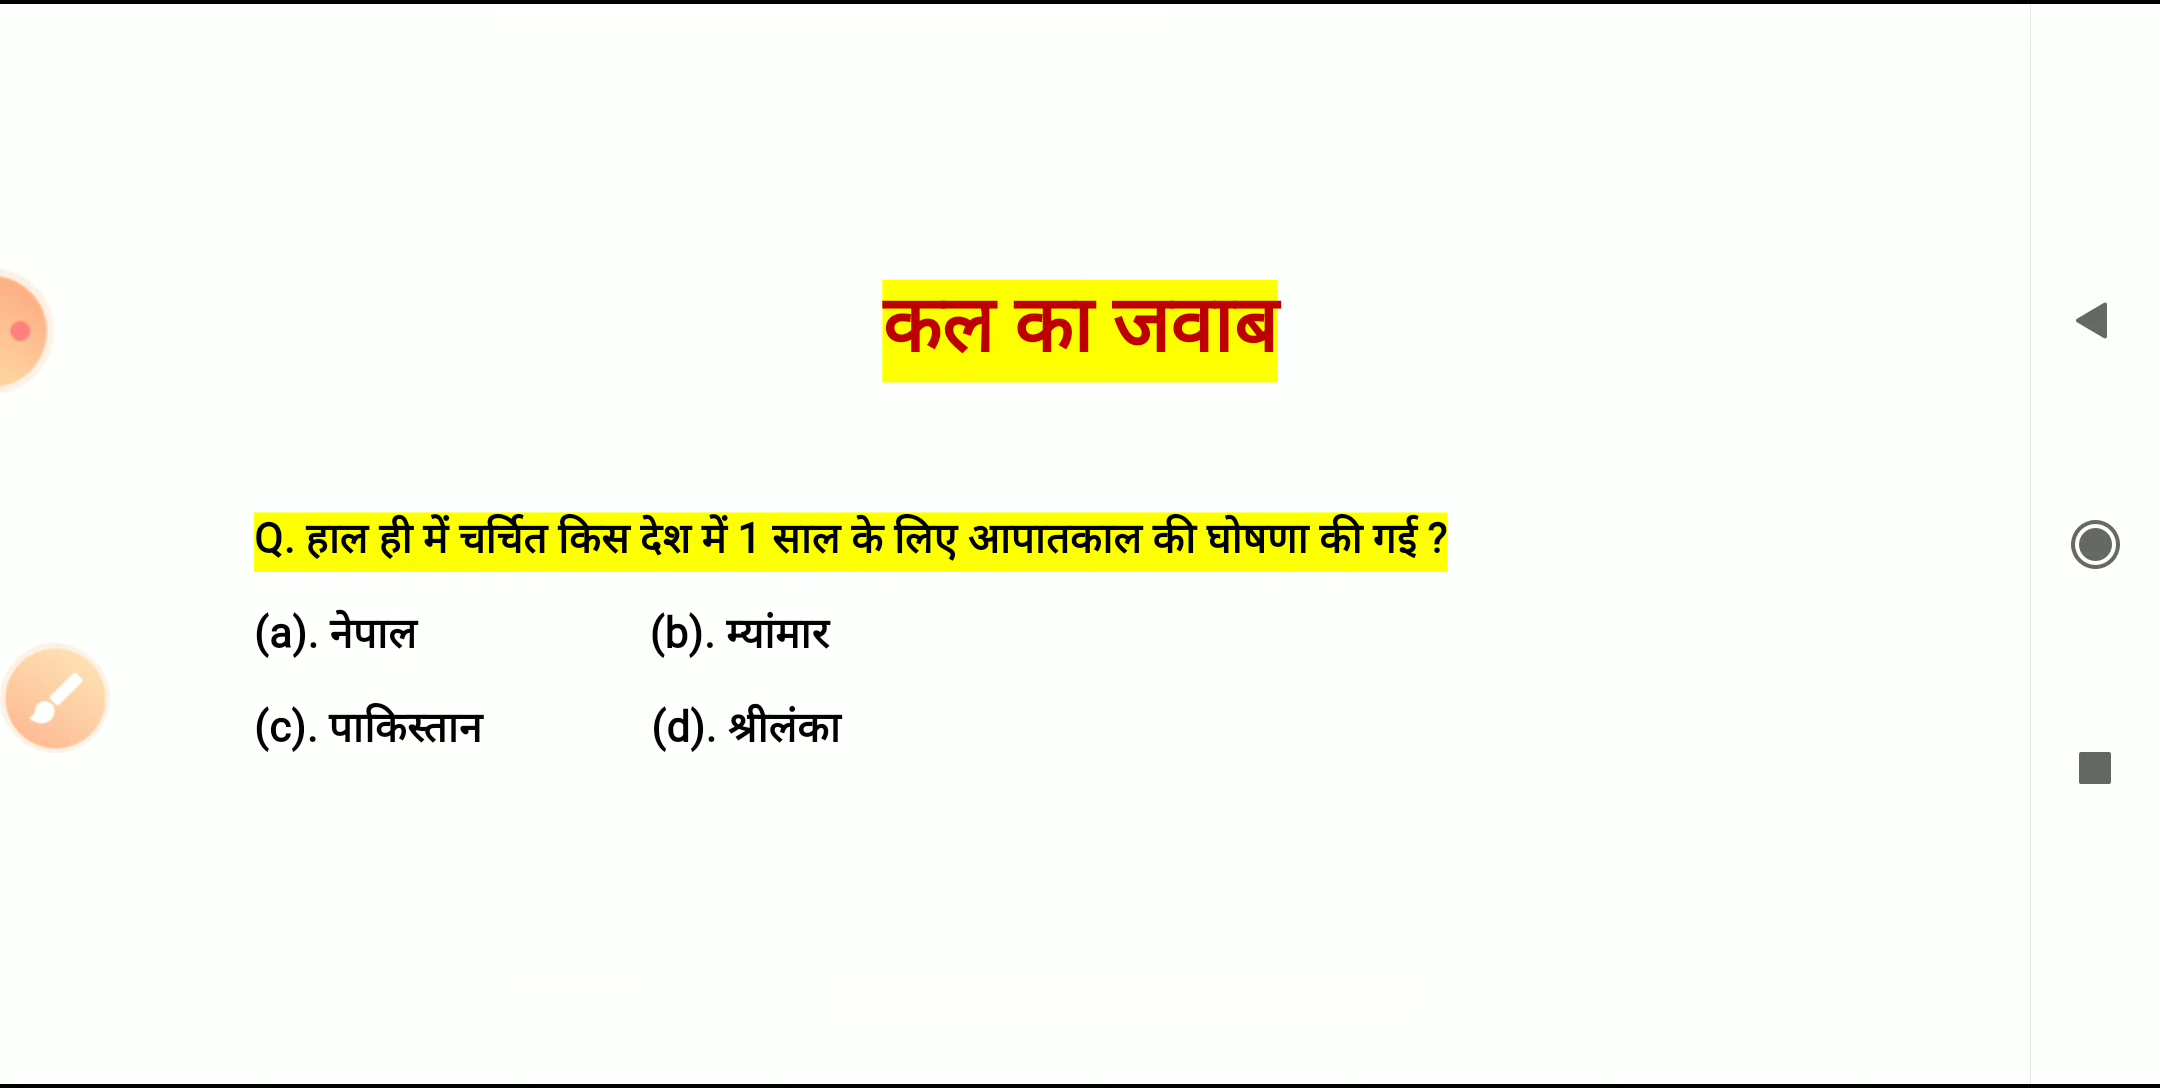 कल का जवाब
Q. हाल ही में चर्चित किस देश में 1 साल के लिए आपातकाल की घोषणा की गई ?
(a). नेपाल (b). म्यांमार
(c). पाकिस्तान (d). श्रीलंका